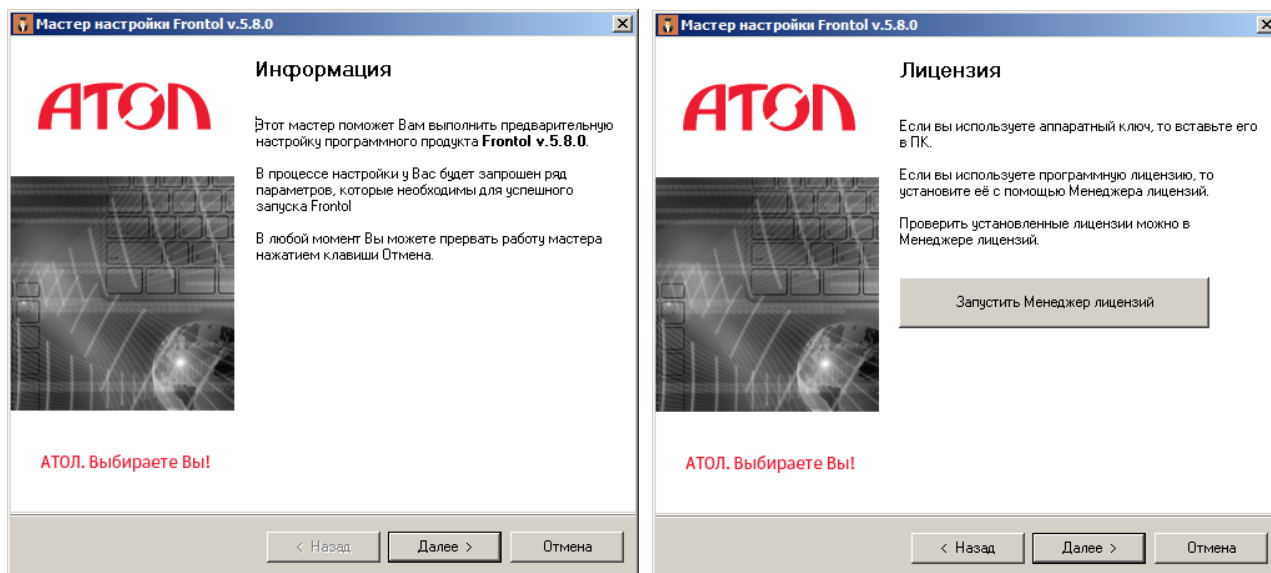 Мастер настройки Frontol v.5.8.0
АТОЛ
Информация
Этот мастер поможет Вам выполнить предварительную
настройку программного продукта Frontol v.5.8.0.
В процессе настройки у Вас будет запрошен ряд
параметров, которые необходимы для успешного
запуска Frontol
В любой момент Вы можете прервать работу мастера
нажатием клавиши Отмена.
АТОЛ. Выбираете Вы!
< Назад
Далее >
Отмена
Мастер настройки Frontol v.5.8.0
АТОЛ
Лицензия
Если вы используете аппаратный ключ, то вставьте его
в ПК.
Если вы используете программную лицензию, то
установите её с помощью Менеджера лицензий.
Проверить установленные лицензии можно в
Менеджере лицензий.
Запустить Менеджер лицензий
АТОЛ. Выбираете Вы!
< Назад
Далее >
Отмена